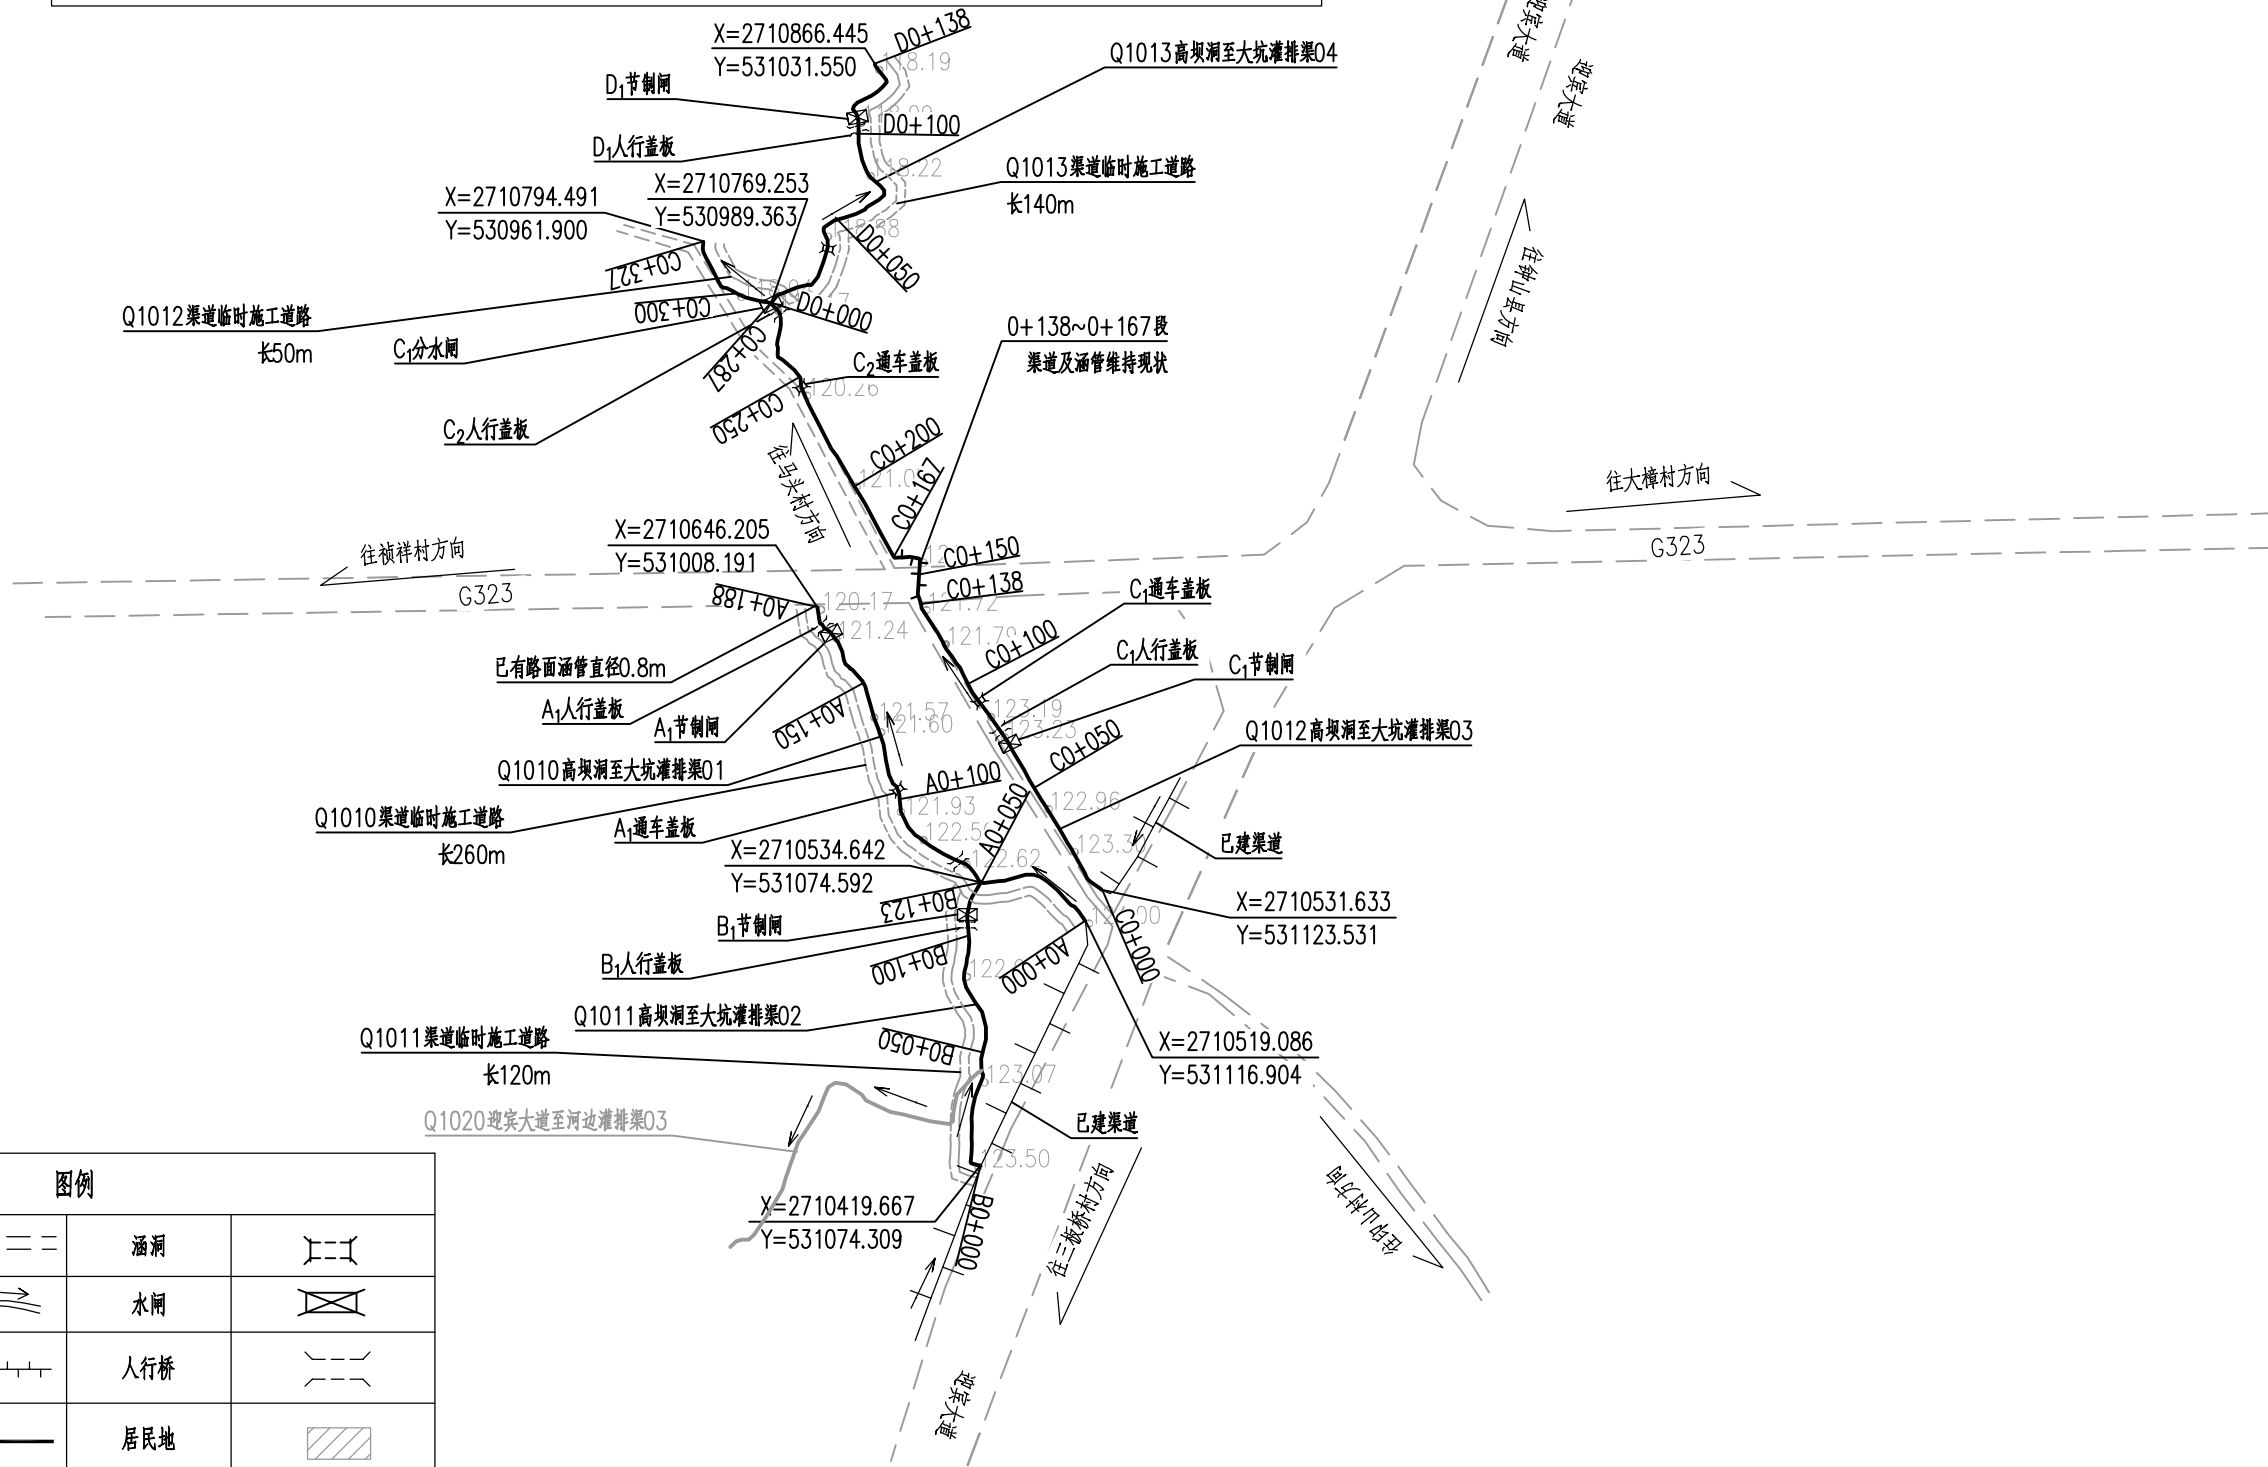 X=2710866.445
Y=531031.550
D0+138
118.19
Q1013高坝洞至大坑灌排渠04
迎宾大道
迎宾大道
D₁节制闸
D0+100
D₁人行盖板
118.22
Q1013渠道临时施工道路
长140m
X=2710794.491
Y=530961.900
X=2710769.253
Y=530989.363
D0+050
C0+327
C0+300
D0+000
Q1012渠道临时施工道路
长50m
C₁分水闸
C0+287
C₂通车盖板
120.26
0+138~0+167段
渠道及涵管维持现状
往钟山县方向
C₂人行盖板
C0+250
C0+200
往马头村方向
C0+167
往大樟村方向
G323
X=2710646.205
Y=531008.191
往祯祥村方向
G323
C0+150
C0+138
A0+188
120.17
121.72
C₁通车盖板
121.24
C0+100
C₁人行盖板
C₁节制闸
已有路面涵管直径0.8m
A₁人行盖板
A₁节制闸
A0+150
121.57
121.60
123.19
123.23
C0+050
Q1012高坝洞至大坑灌排渠03
Q1010高坝洞至大坑灌排渠01
A0+100
121.93
122.96
Q1010渠道临时施工道路
长260m
A₁通车盖板
A0+050
已建渠道
X=2710534.642
Y=531074.592
122.62
B0+123
B₁节制闸
X=2710531.633
Y=531123.531
C0+000
A0+000
B₁人行盖板
B0+100
Q1011高坝洞至大坑灌排渠02
Q1011渠道临时施工道路
长120m
B0+050
X=2710519.086
Y=531116.904
123.07
Q1020迎宾大道至河边灌排渠03
已建渠道
123.50
X=2710419.667
Y=531074.309
B0+000
往三板桥村方向
往印山村方向
迎宾大道
图例
涵洞
水闸
人行桥
居民地